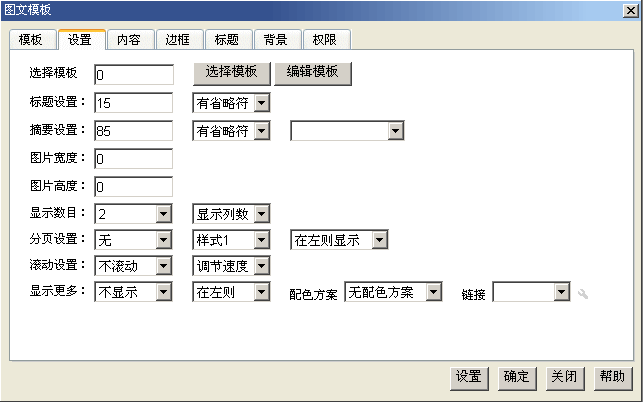 图文模板
模板 设置 内容 边框 标题 背景 权限
选择模板 0 选择模板 编辑模板
标题设置： 15 有省略符
摘要设置： 85 有省略符
图片宽度： 0
图片高度： 0
显示数目： 2 显示列数
分页设置： 无 样式1 在左则显示
滚动设置： 不滚动 调节速度
显示更多： 不显示 在左则 配色方案 无配色方案 链接
设置 确定 关闭 帮助